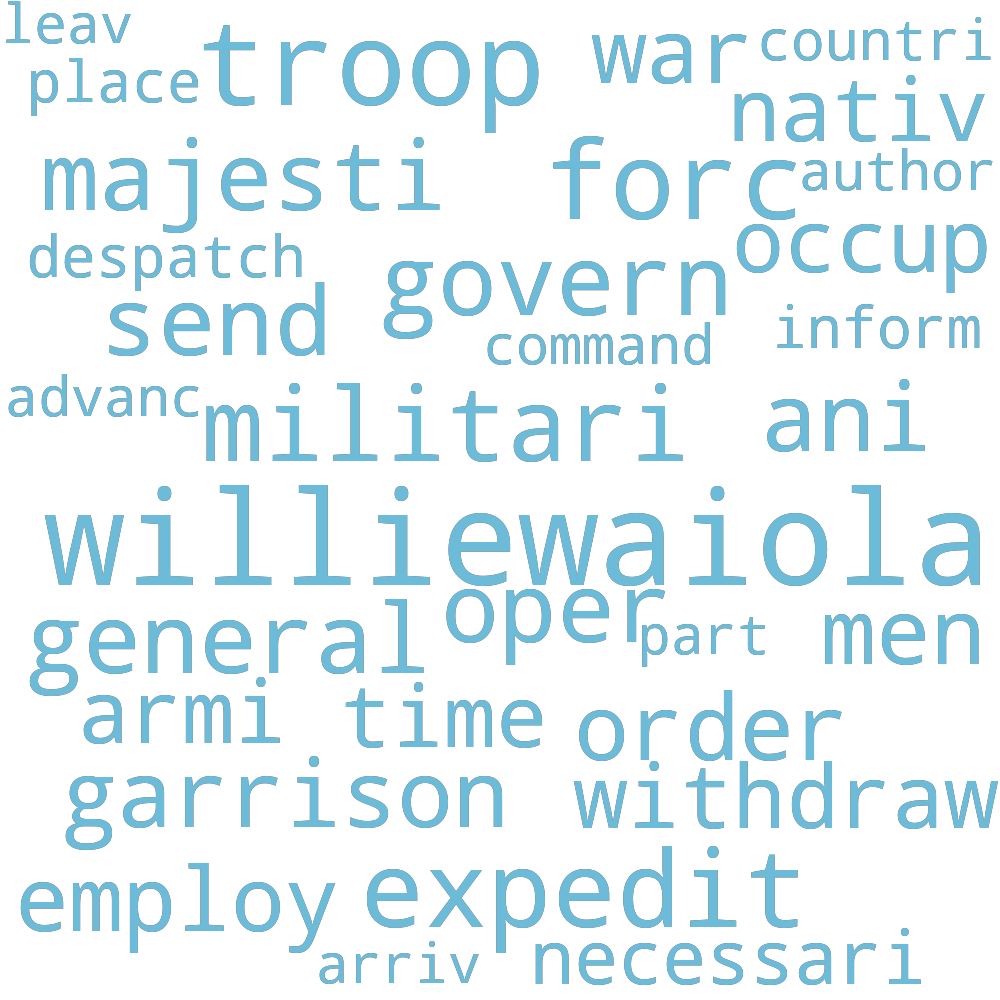 leav troop war countri
place nativ
majesti forc author
despatch govern occup
send command inform
advanc militari ani
williewaiola
general oper part men
armi time order
garrison withdraw
employ expedit
arriv necessari